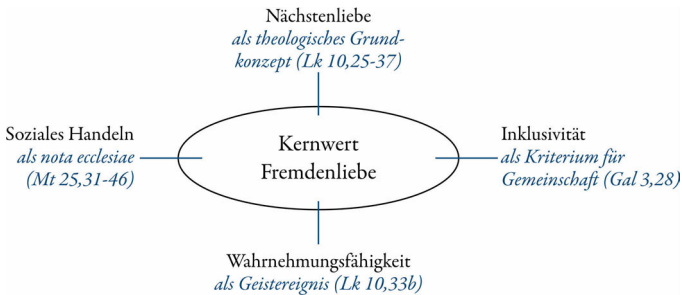 Nächstenliebe
als theologisches Grund-
konzept (Lk 10,25-37)
Soziales Handeln
als nota ecclesiae
(Mt 25,31-46)
Kernwert
Fremdenliebe
Inklusivität
als Kriterium für
Gemeinschaft (Gal 3,28)
Wahrnehmungsfähigkeit
als Geistereignis (Lk 10,33b)